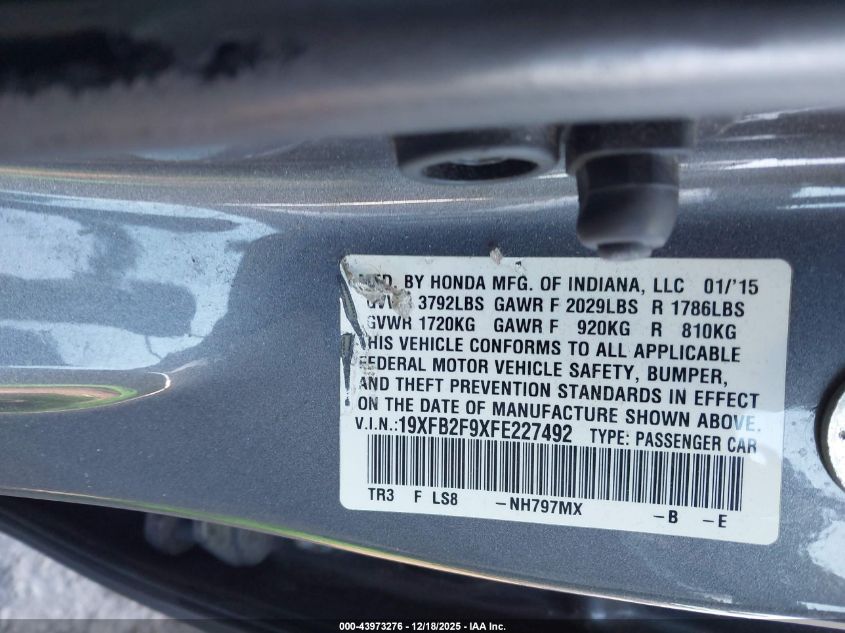 MFD. BY HONDA MFG. OF INDIANA, LLC 01/'15
GVWR 3792LBS GAWR F 2029LBS R 1786LBS
GVWR 1720KG GAWR F 920KG R 810KG
THIS VEHICLE CONFORMS TO ALL APPLICABLE
FEDERAL MOTOR VEHICLE SAFETY, BUMPER,
AND THEFT PREVENTION STANDARDS IN EFFECT
ON THE DATE OF MANUFACTURE SHOWN ABOVE.
V.I.N.:19XFB2F9XFE227492 TYPE: PASSENGER CAR
TR3 F LS8 -NH797MX -B -E
000-43973276 - 12/18/2025 - IAA Inc.